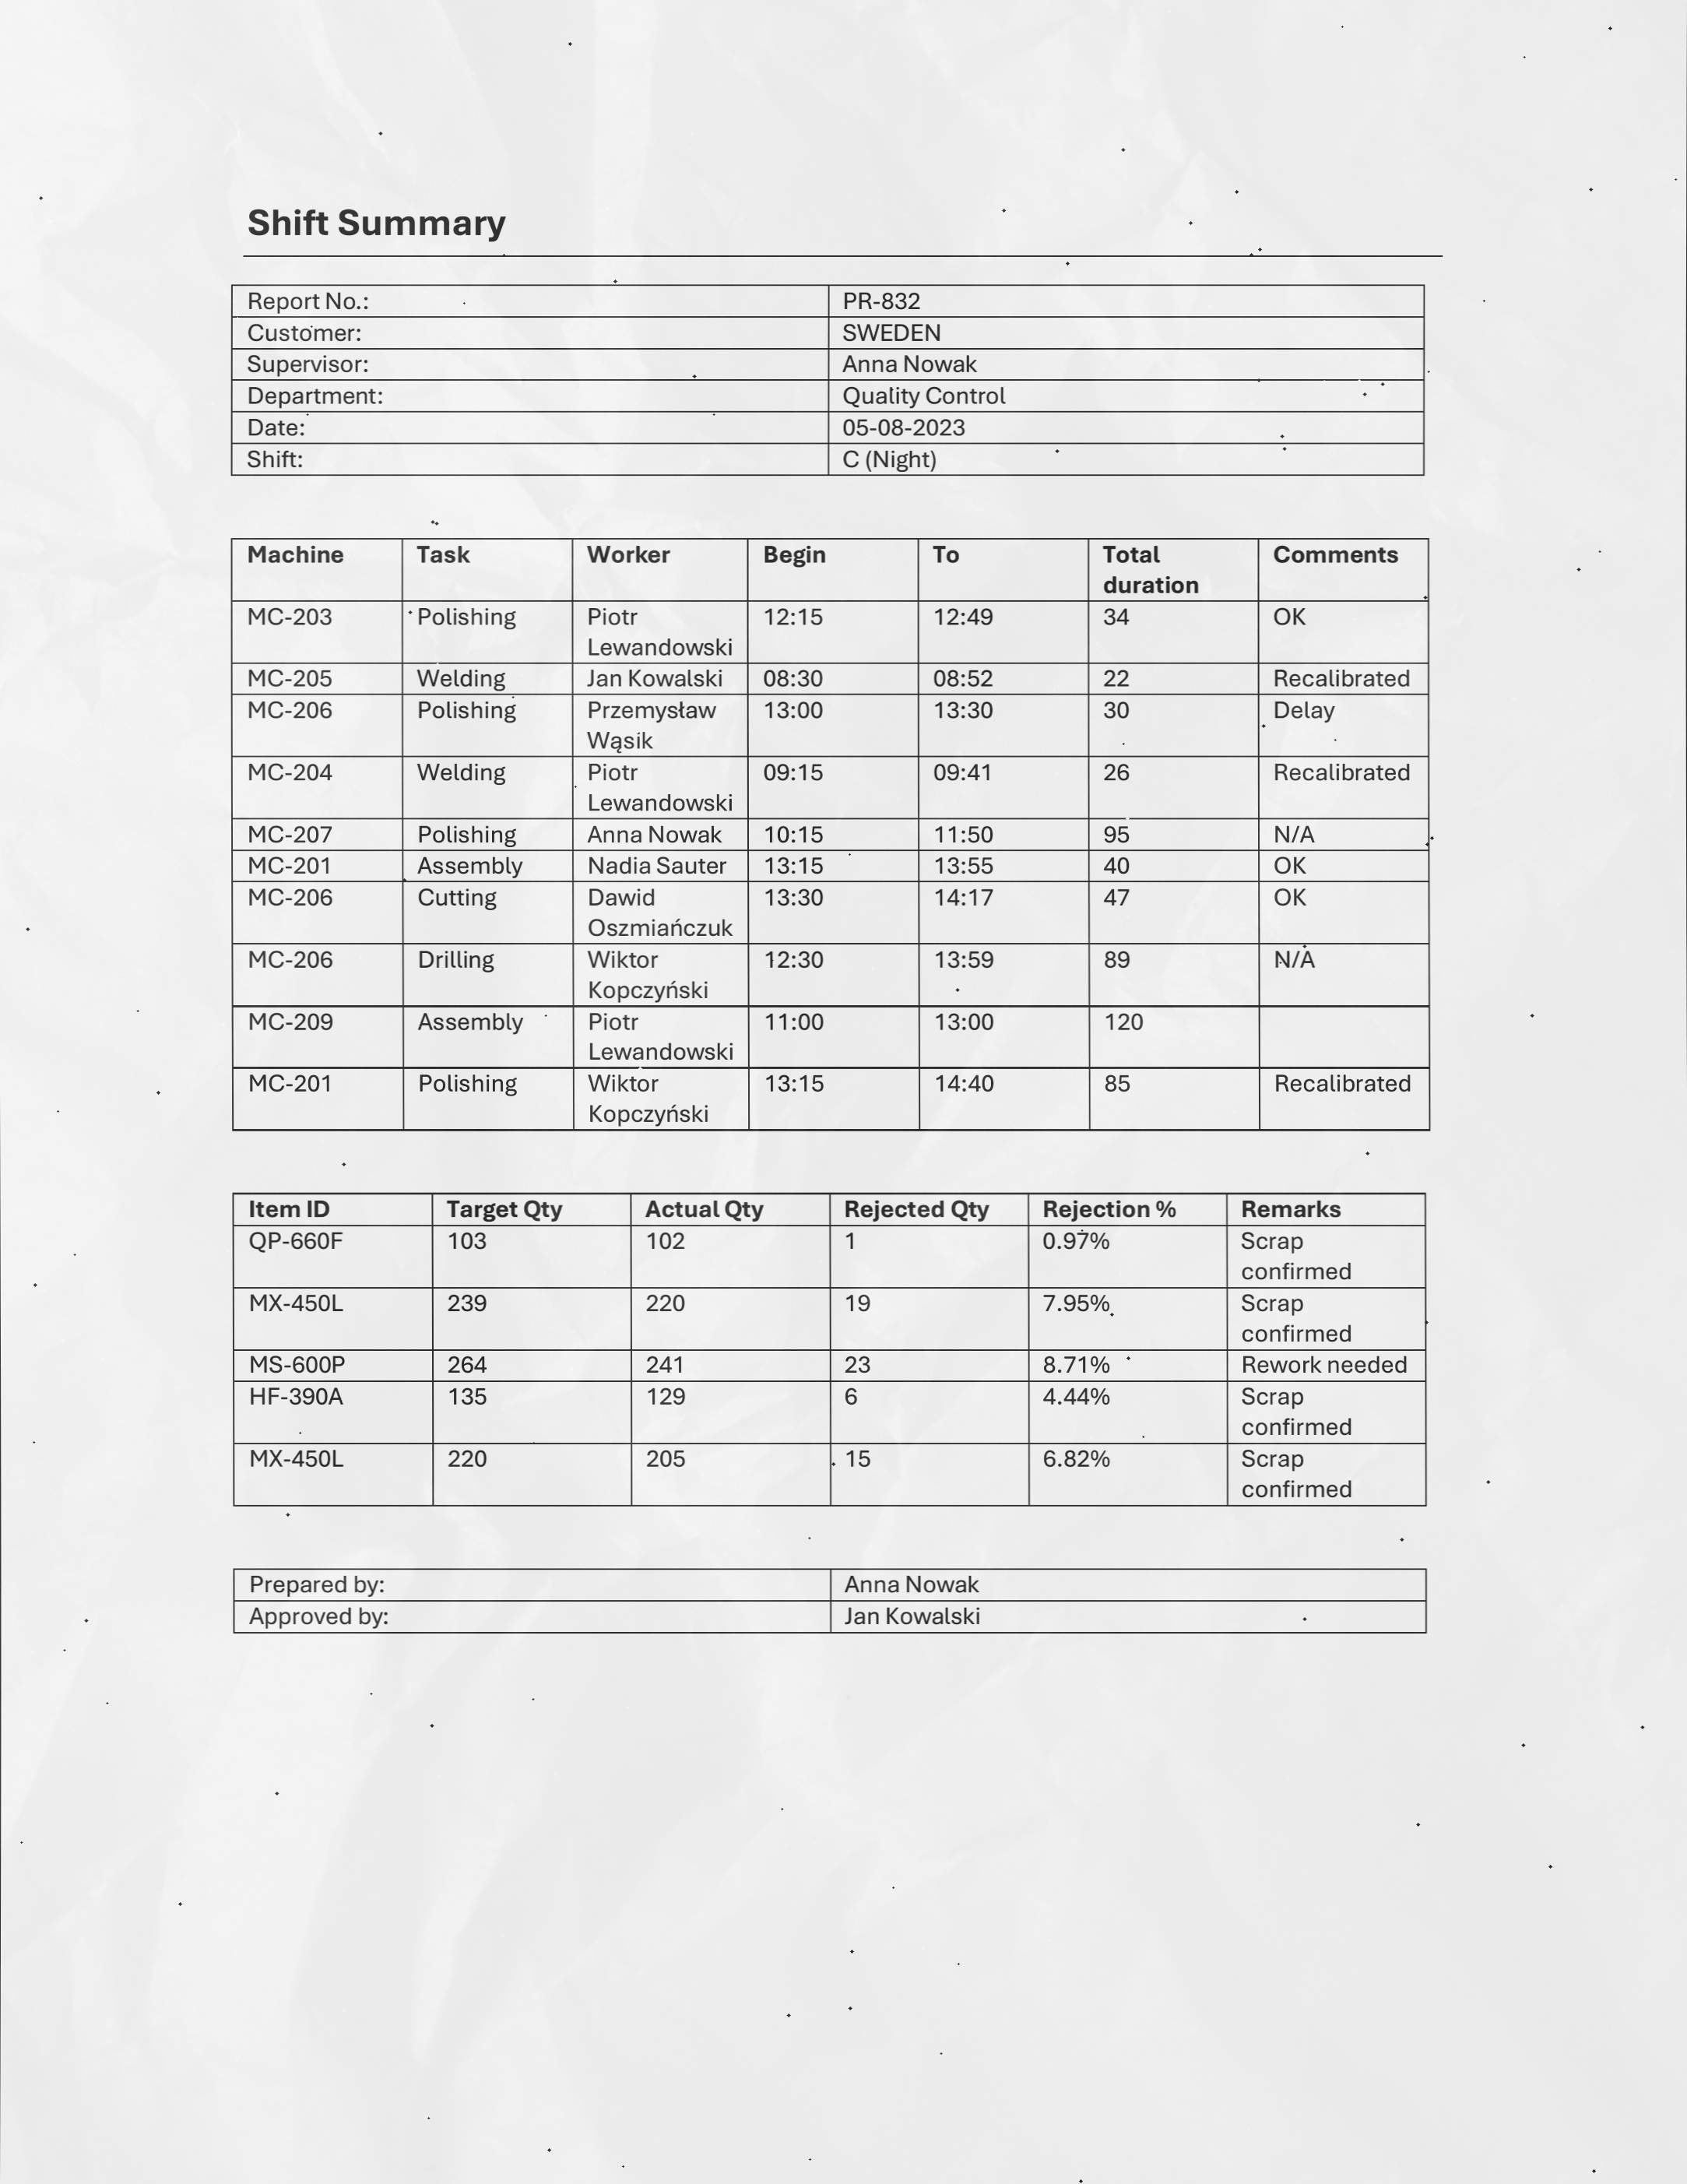 Shift Summary
Report No.: PR-832
Customer: SWEDEN
Supervisor: Anna Nowak
Department: Quality Control
Date: 05-08-2023
Shift: C (Night)
Machine Task Worker Begin To Total duration Comments
MC-203 Polishing Piotr Lewandowski 12:15 12:49 34 OK
MC-205 Welding Jan Kowalski 08:30 08:52 22 Recalibrated
MC-206 Polishing Przemysław Wąsik 13:00 13:30 30 Delay
MC-204 Welding Piotr Lewandowski 09:15 09:41 26 Recalibrated
MC-207 Polishing Anna Nowak 10:15 11:50 95 N/A
MC-201 Assembly Nadia Sauter 13:15 13:55 40 OK
MC-206 Cutting Dawid Oszmiańczuk 13:30 14:17 47 OK
MC-206 Drilling Wiktor Kopczyński 12:30 13:59 89 N/A
MC-209 Assembly Piotr Lewandowski 11:00 13:00 120
MC-201 Polishing Wiktor Kopczyński 13:15 14:40 85 Recalibrated
Item ID Target Qty Actual Qty Rejected Qty Rejection % Remarks
QP-660F 103 102 1 0.97% Scrap confirmed
MX-450L 239 220 19 7.95% Scrap confirmed
MS-600P 264 241 23 8.71% Rework needed
HF-390A 135 129 6 4.44% Scrap confirmed
MX-450L 220 205 15 6.82% Scrap confirmed
Prepared by: Anna Nowak
Approved by: Jan Kowalski